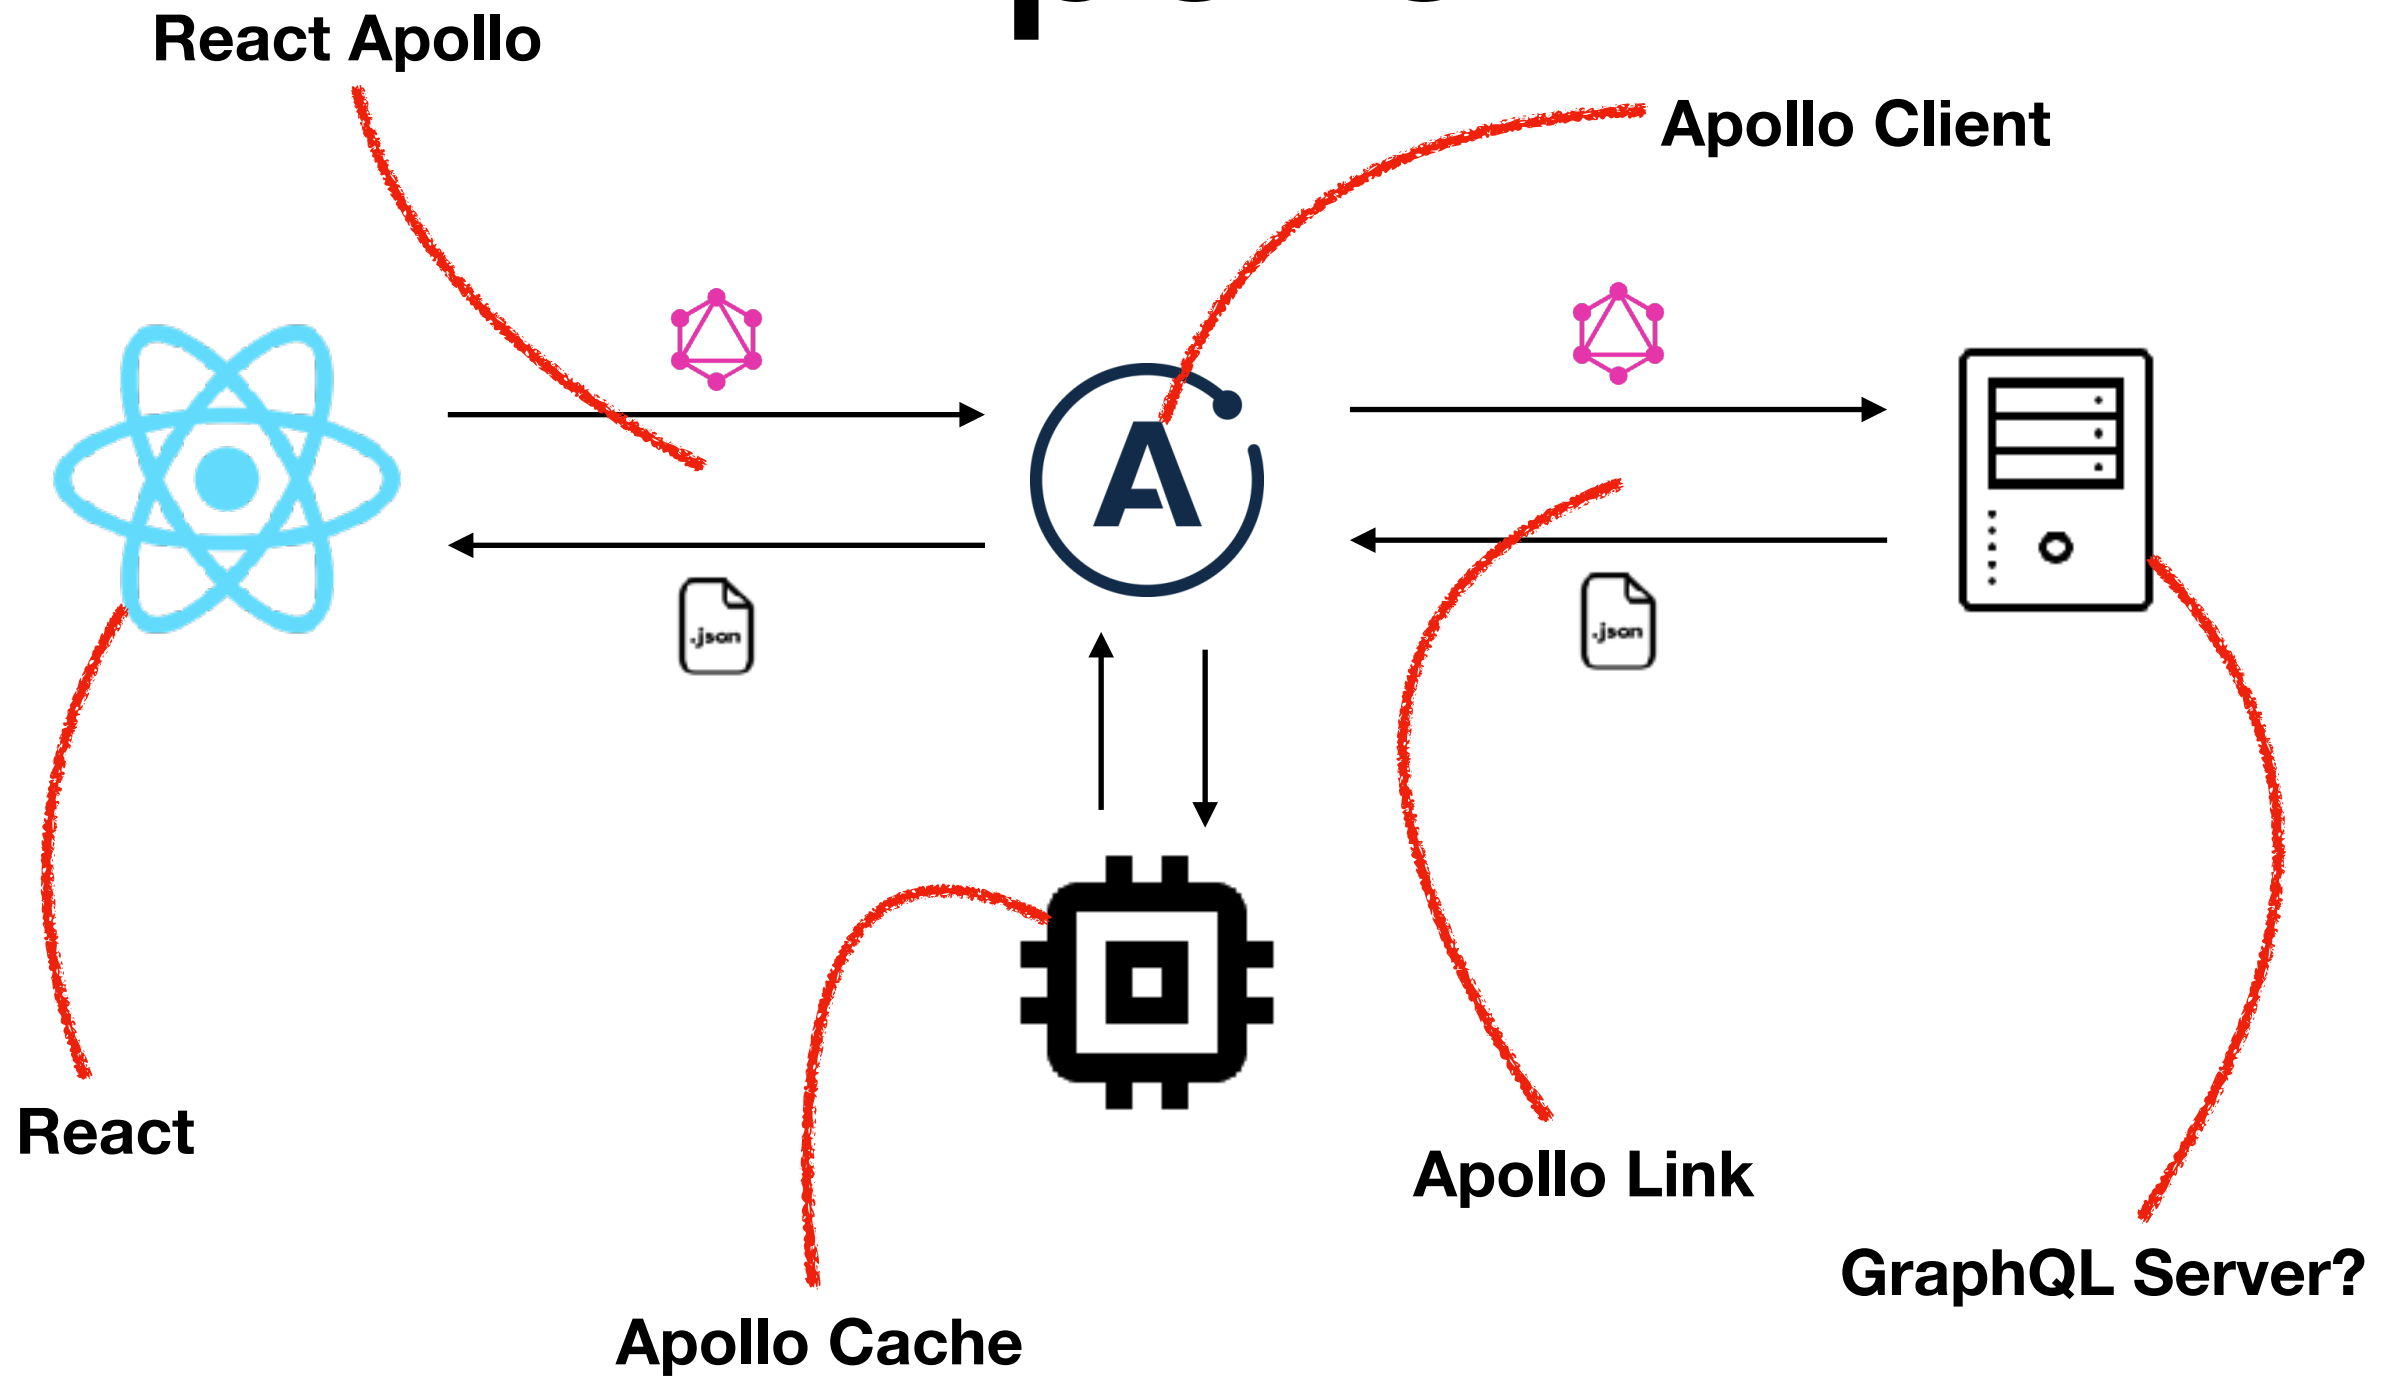 React Apollo
Apollo Client
A
.json
.json
React
Apollo Link
GraphQL Server?
Apollo Cache